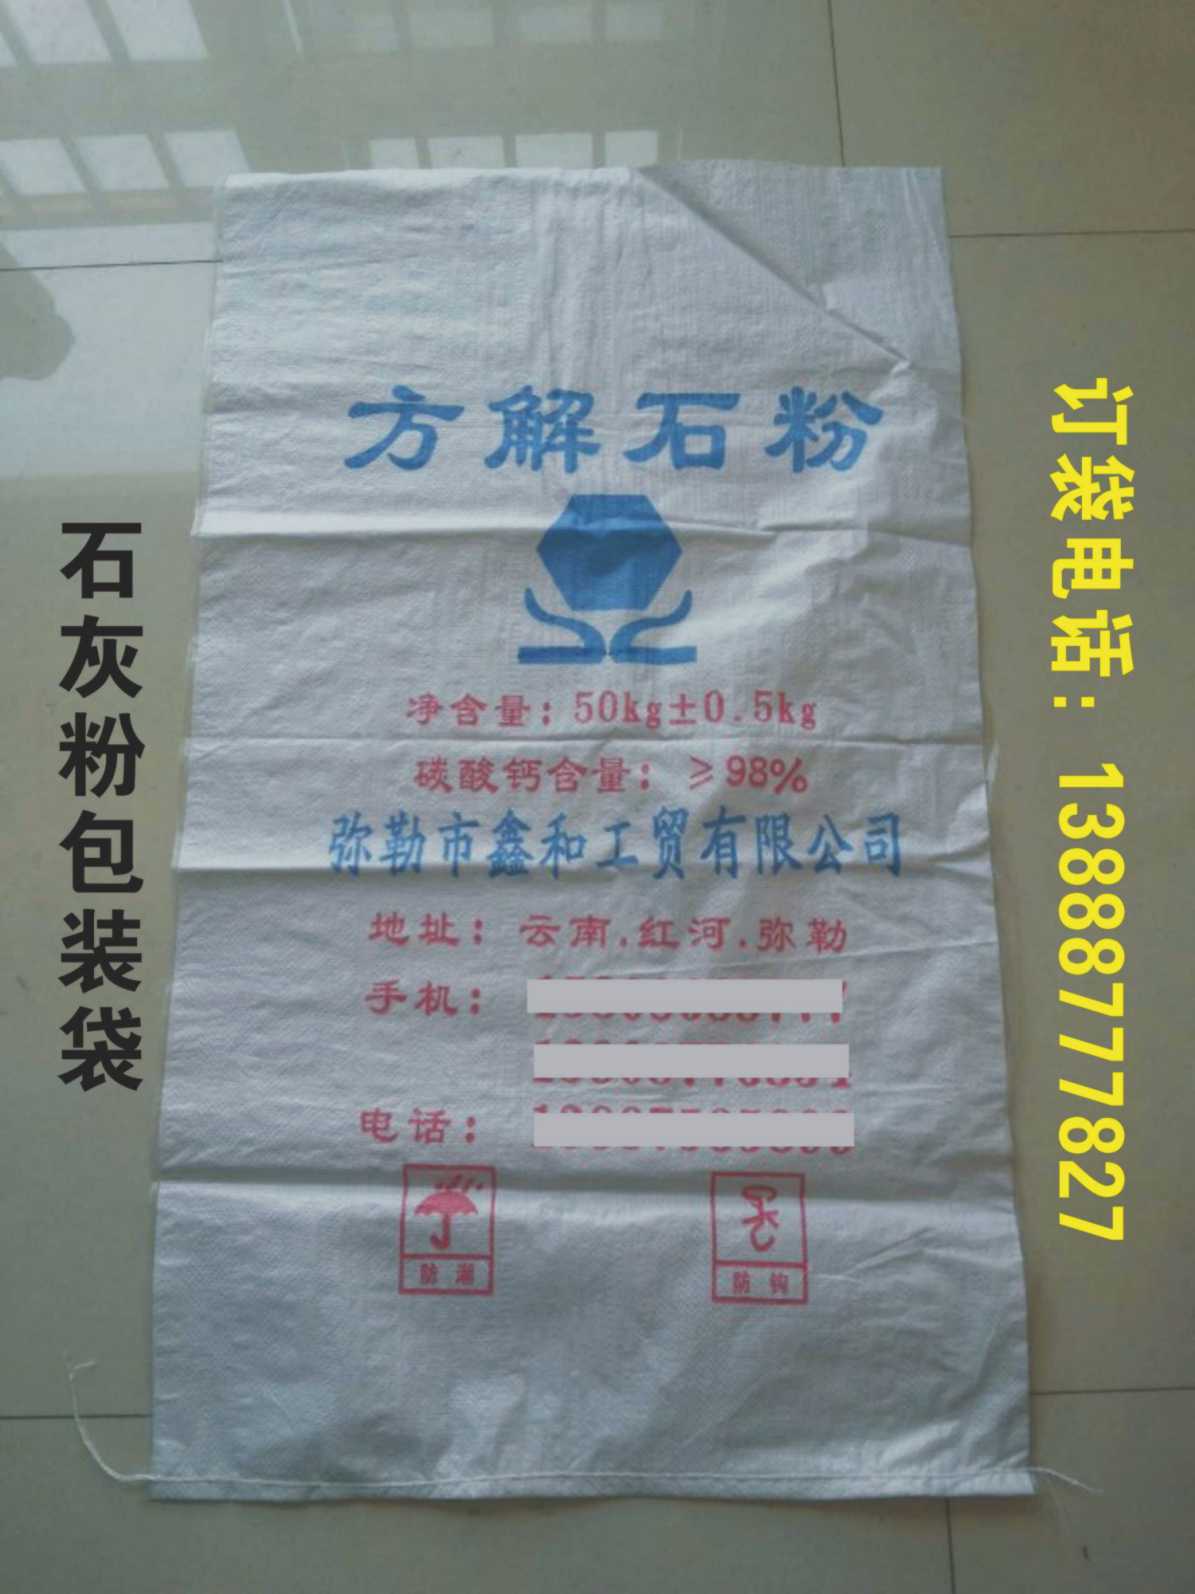 方解石粉
净含量：50kg±0.5kg
碳酸钙含量：≥98%
弥勒市鑫和工贸有限公司
地址：云南.红河.弥勒
手机：
电话：
防潮
防钩
石灰粉包装袋
订袋电话：13887777827